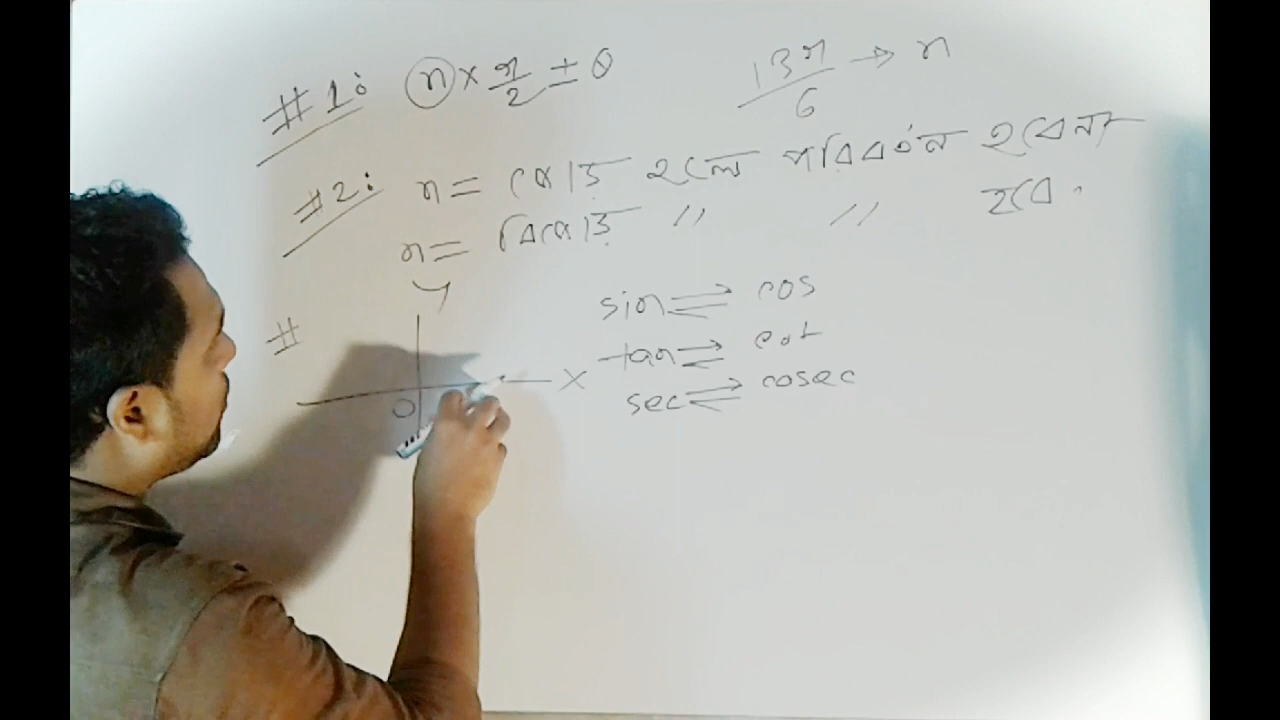 #1: n × π/2 ± θ
13π/6 → n
#2: n = জোড় হলে পরিবর্তন হবেনা
n = বিজোড় " " হবে।
#
Y
X
O
sin ⇌ cos
tan ⇌ cot
sec ⇌ cosec